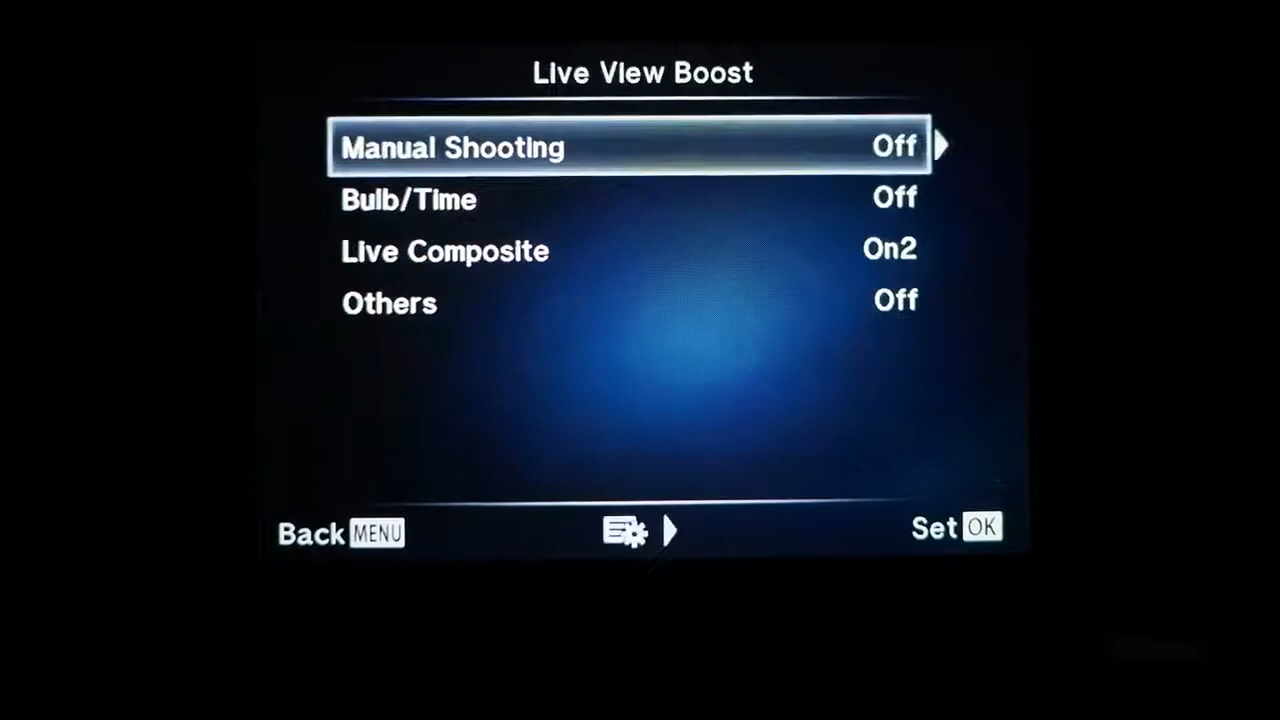 Live View Boost
Manual Shooting Off
Bulb/Time Off
Live Composite On2
Others Off
Back MENU Set OK